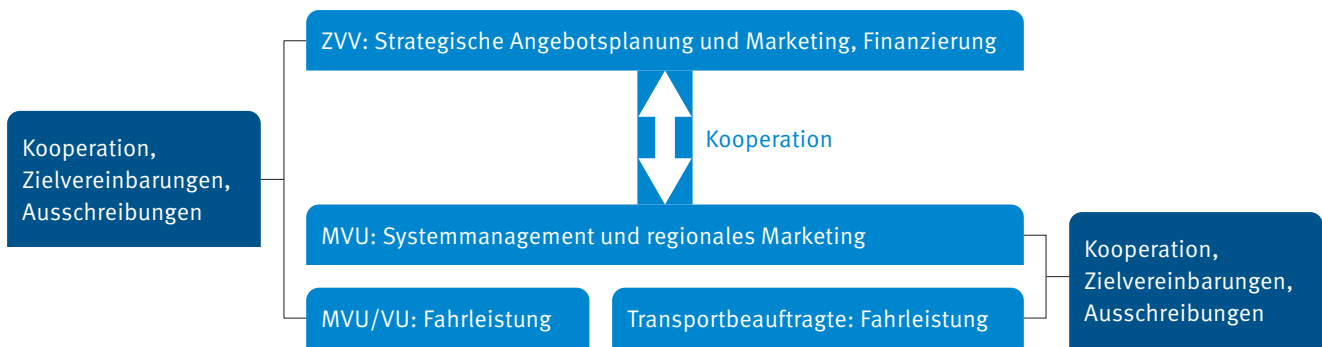 ZVV: Strategische Angebotsplanung und Marketing, Finanzierung
Kooperation,
Zielvereinbarungen,
Ausschreibungen
Kooperation
MVU: Systemmanagement und regionales Marketing
Kooperation,
Zielvereinbarungen,
Ausschreibungen
MVU/VU: Fahrleistung
Transportbeauftragte: Fahrleistung